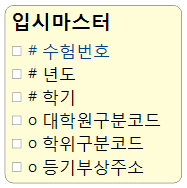 입시마스터
# 수험번호
# 년도
# 학기
o 대학원구분코드
o 학위구분코드
o 등기부상주소